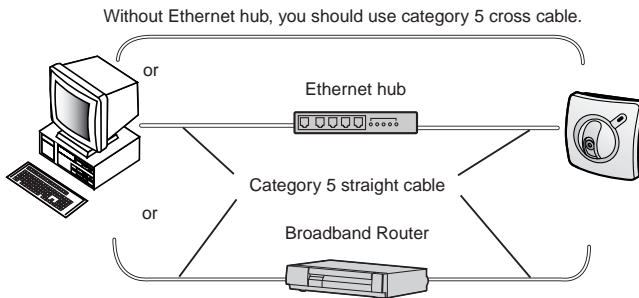 Without Ethernet hub, you should use category 5 cross cable.
or
Ethernet hub
Category 5 straight cable
or
Broadband Router